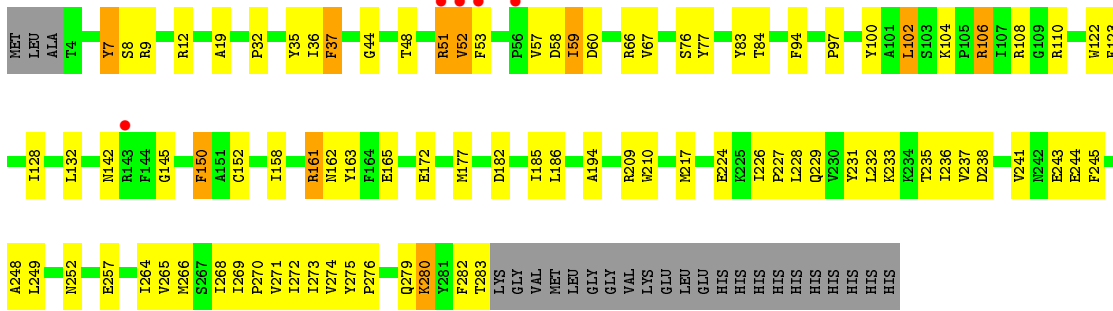 MET LEU ALA T4 Y7 S8 R9 R12 A19 P32 Y35 I36 F37 G44 T48 R51 V52 F53 P56 V57 D58 I59 D60 R66 V67 S76 Y77 Y83 T84 F94 P97 Y100 A101 L102 S103 K104 P105 R106 I107 R108 G109 R110 W122
I128 L132 N142 R143 F144 G145 F150 A151 C152 I158 R161 N162 Y163 F164 E165 E172 M177 D182 I185 L186 A194 R209 W210 M217 E224 K225 I226 P227 L228 Q229 V230 Y231 L232 K233 K234 T235 I236 V237 D238 V241 N242 E243 E244 F245
A248 L249 N252 E257 I264 V265 M266 S267 I268 I269 P270 V271 I272 I273 V274 Y275 P276 Q279 K280 Y281 F282 T283 LYS GLY VAL MET LEU GLY GLY VAL LYS GLU LEU GLU HIS HIS HIS HIS HIS HIS HIS HIS HIS HIS